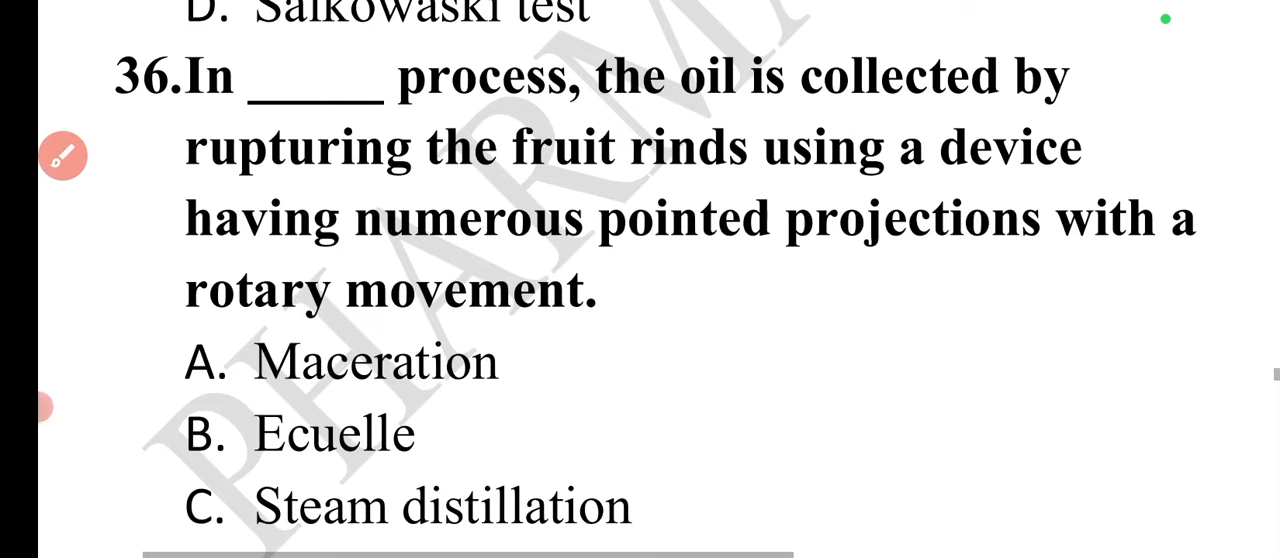 D. Salkowaski test
36.In _____ process, the oil is collected by
rupturing the fruit rinds using a device
having numerous pointed projections with a
rotary movement.
A. Maceration
B. Ecuelle
C. Steam distillation
PHARM